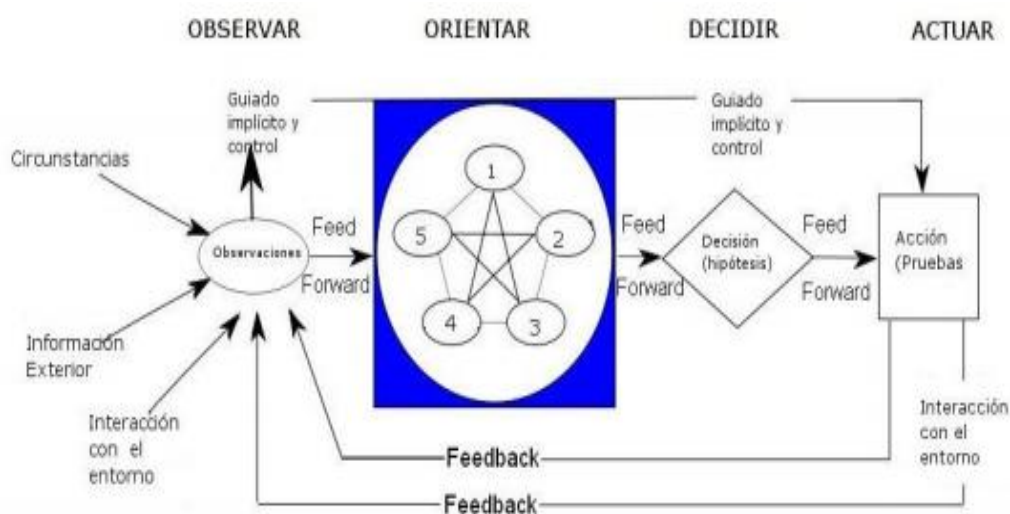 OBSERVAR ORIENTAR DECIDIR ACTUAR
Guiado
implícito y
control
Guiado
implícito y
control
Circunstancias
Observaciones
Feed
Forward
1
5
2
4
3
Feed
Forward
Decisión
(hipótesis)
Feed
Forward
Acción
(Pruebas
Información
Exterior
Interacción
con el
entorno
Interacción
con el
entorno
Feedback
Feedback